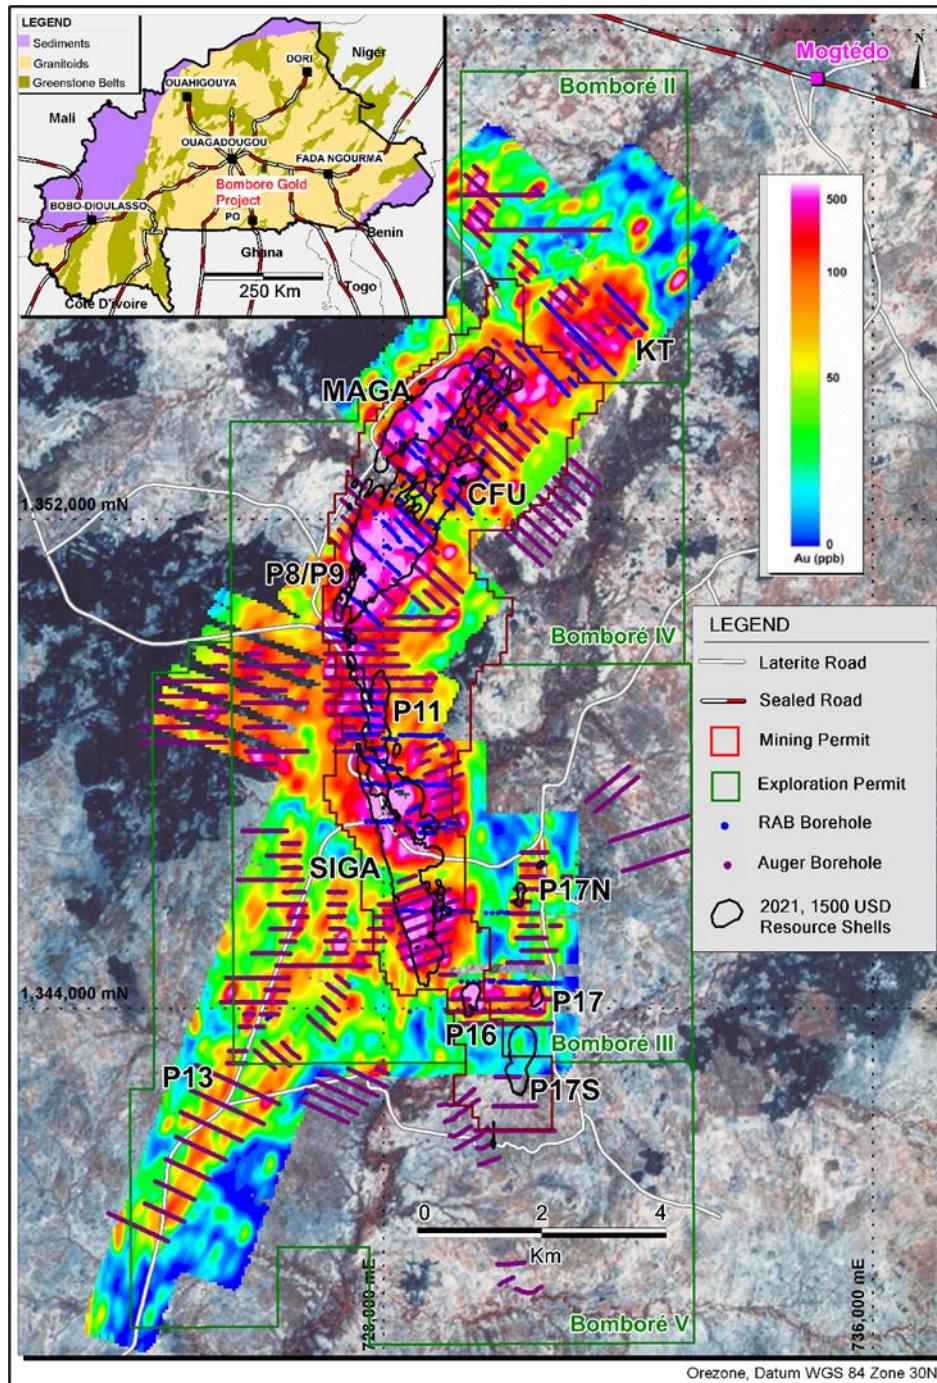 LEGEND
Sediments
Granitoids
Greenstone Belts
Niger
DORI
OUAHIGOUYA
Mali
OUAGADOUGOU
FADA NGOURMA
Bombore Gold
Project
BOBO-DIOULASSO
PO
Benin
Ghana
Togo
250 Km
Côte D'ivoire
Mogtédo
N
Bomboré II
500
100
50
0
Au (ppb)
KT
MAGA
CFU
1,352,000 mN
P8/P9
Bomboré IV
LEGEND
Laterite Road
Sealed Road
Mining Permit
Exploration Permit
RAB Borehole
Auger Borehole
2021, 1500 USD
Resource Shells
P11
SIGA
P17N
1,344,000 mN
P17
P16
Bomboré III
P13
P17S
0 2 4
Km
728,000 mE
736,000 mE
Bomboré V
Orezone, Datum WGS 84 Zone 30N